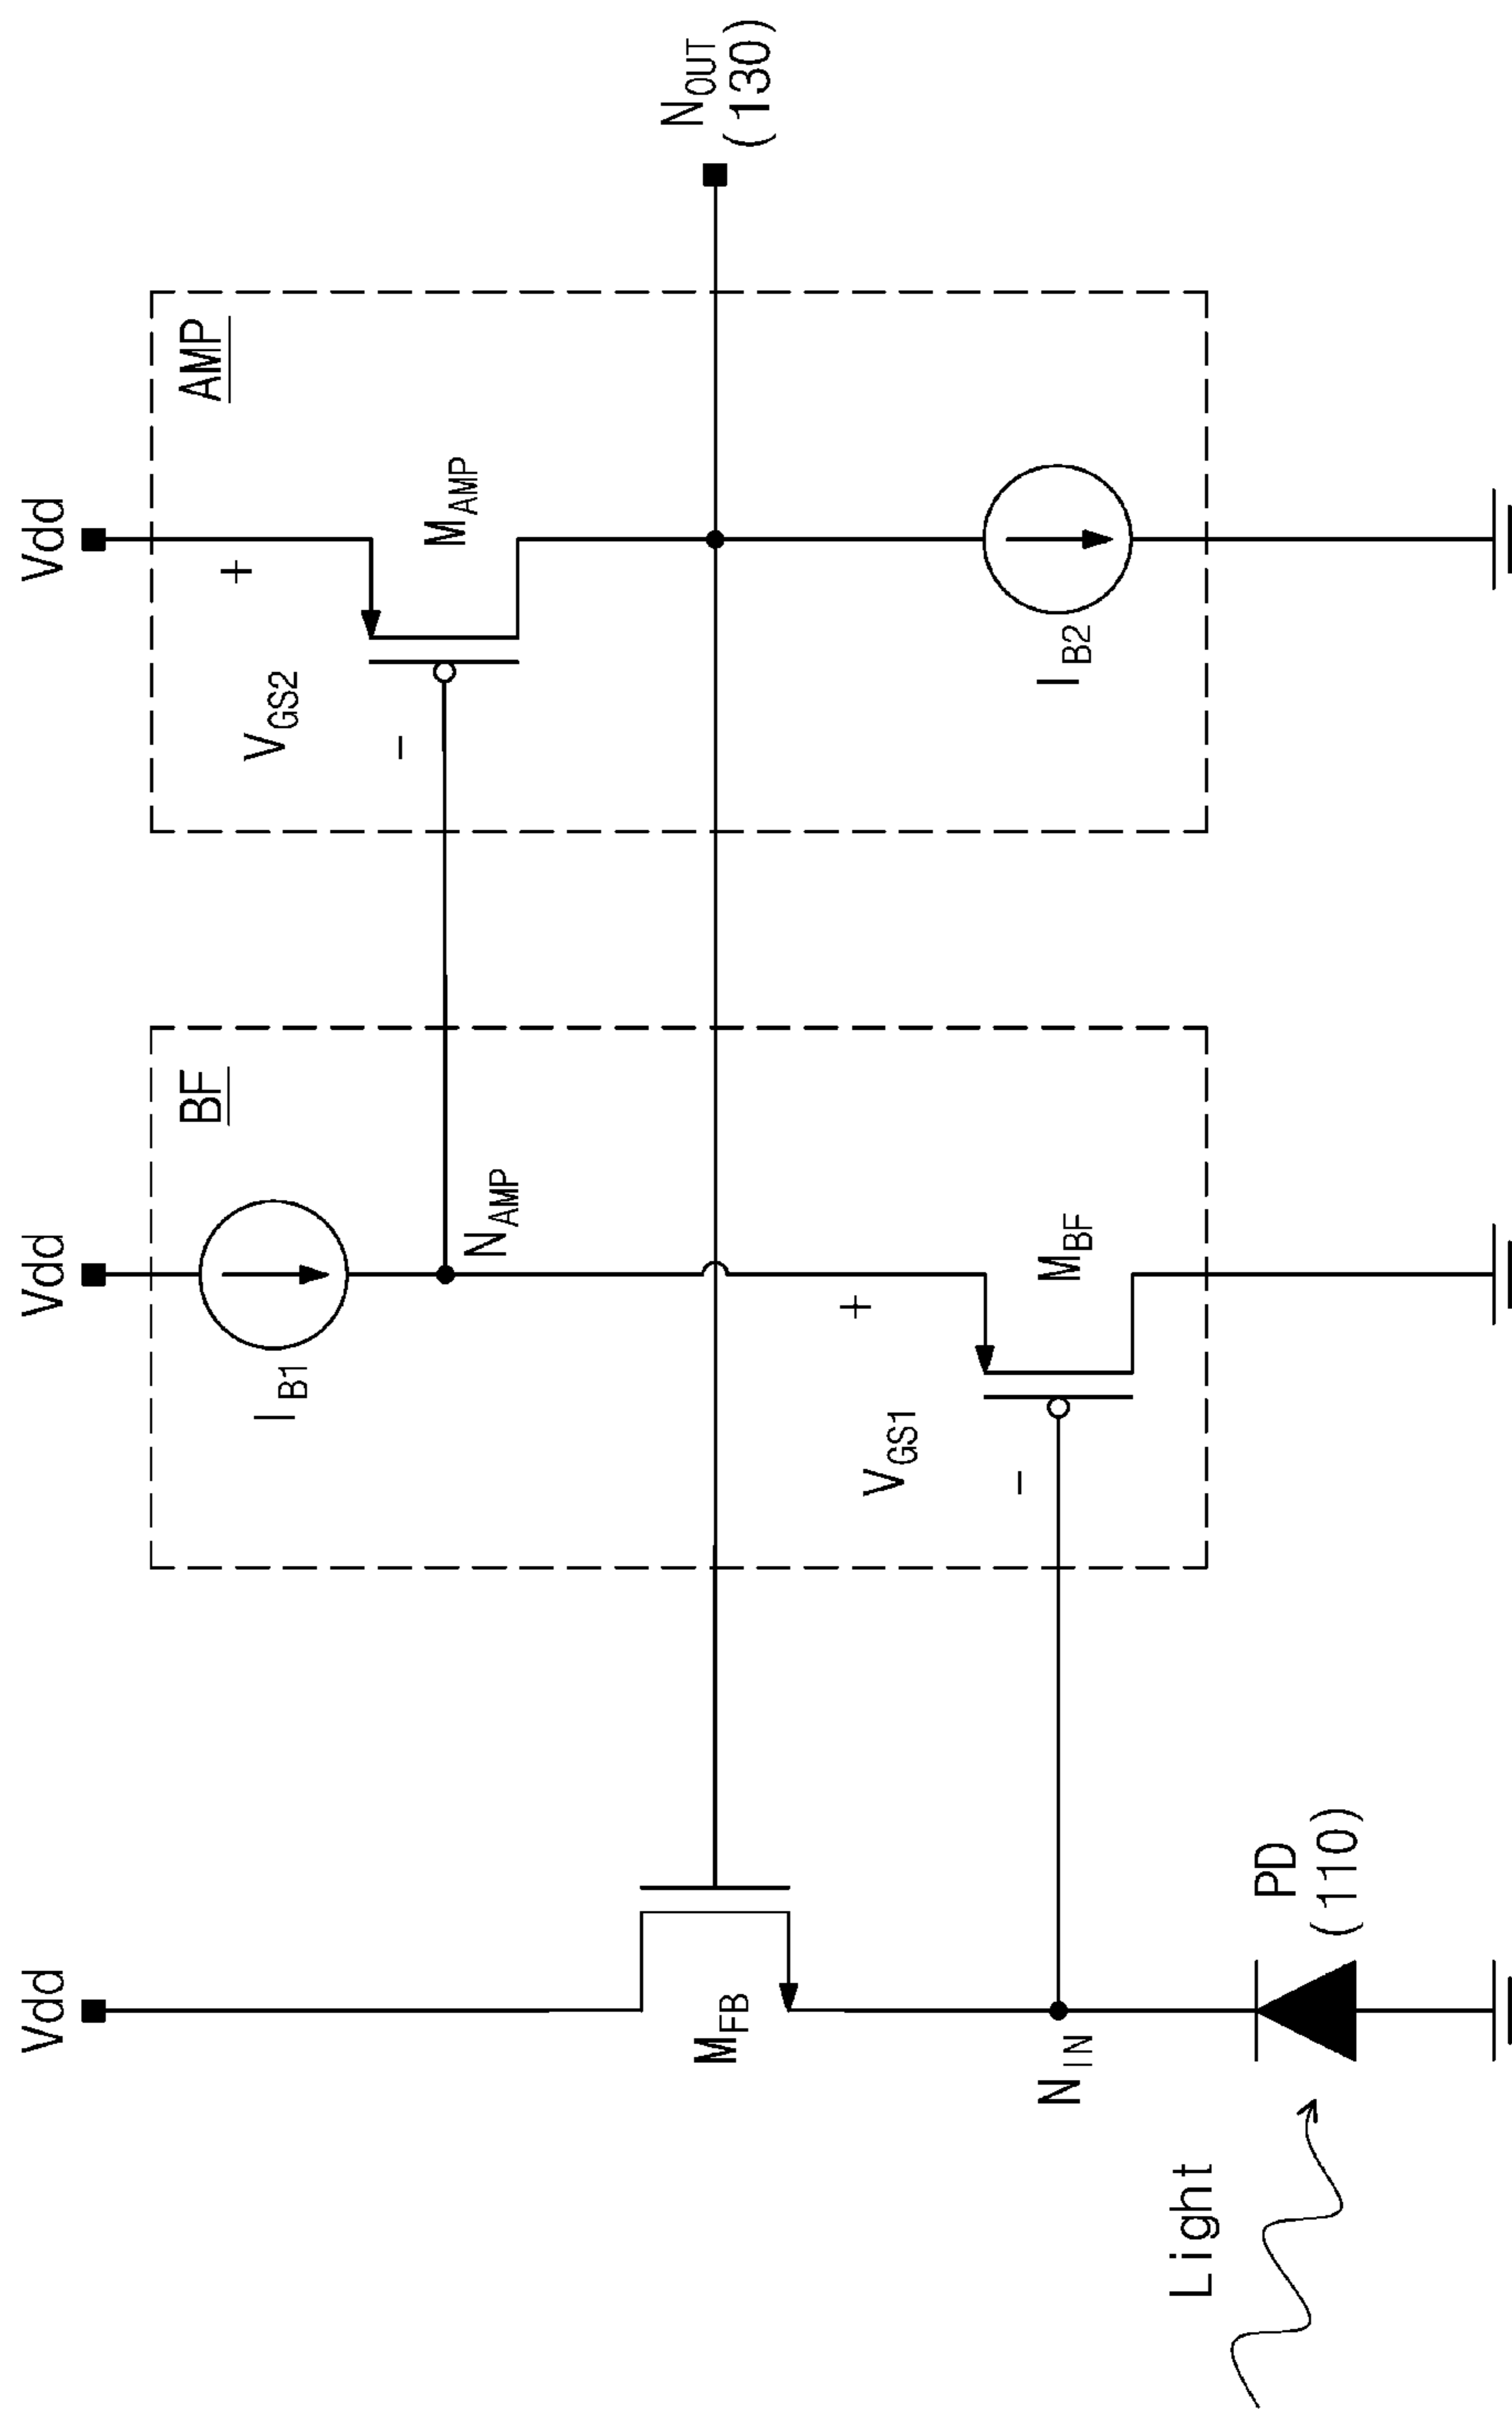 Vdd
Vdd
Vdd
BF
AMP
IB1
NAMP
VGS2
+
-
MAMP
NOUT
(130)
MFB
VGS1
+
-
MBF
IB2
NIN
PD
(110)
Light